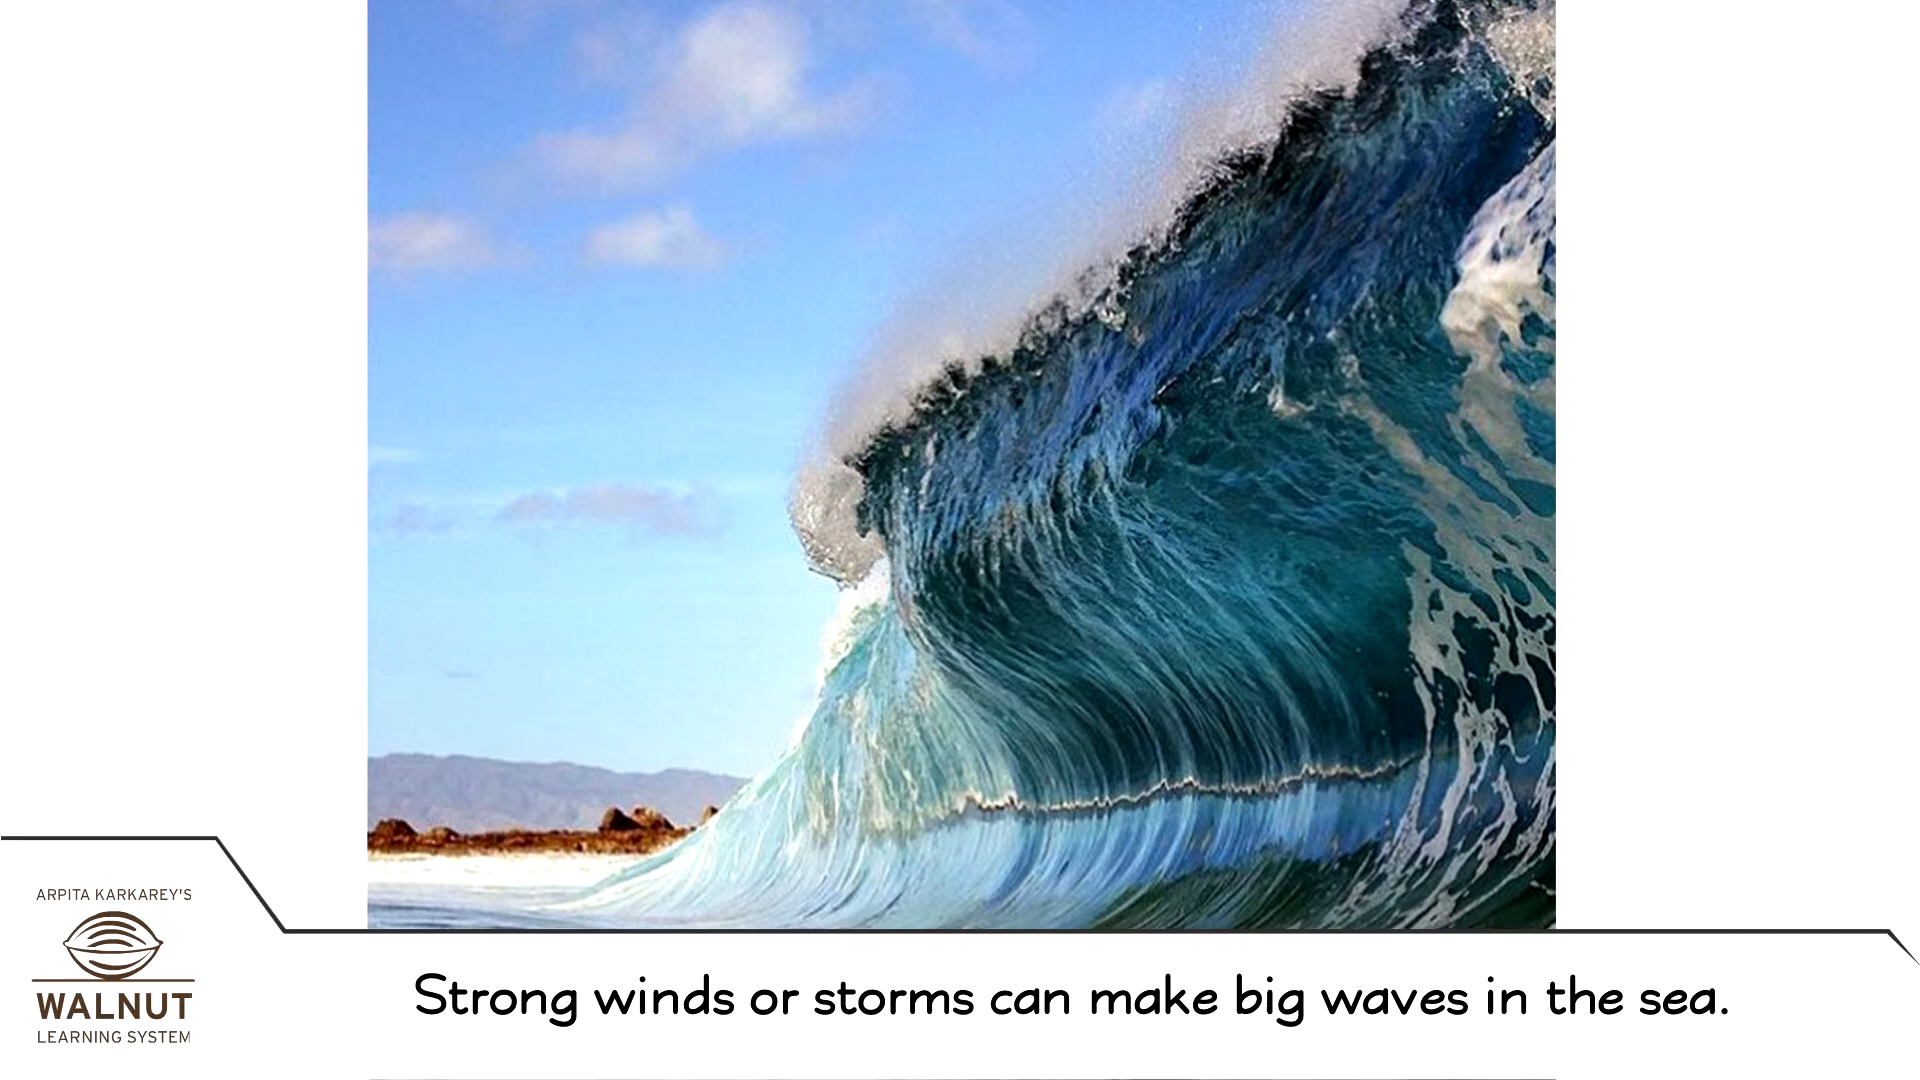 ARPITA KARKAREY'S
WALNUT
LEARNING SYSTEM
Strong winds or storms can make big waves in the sea.